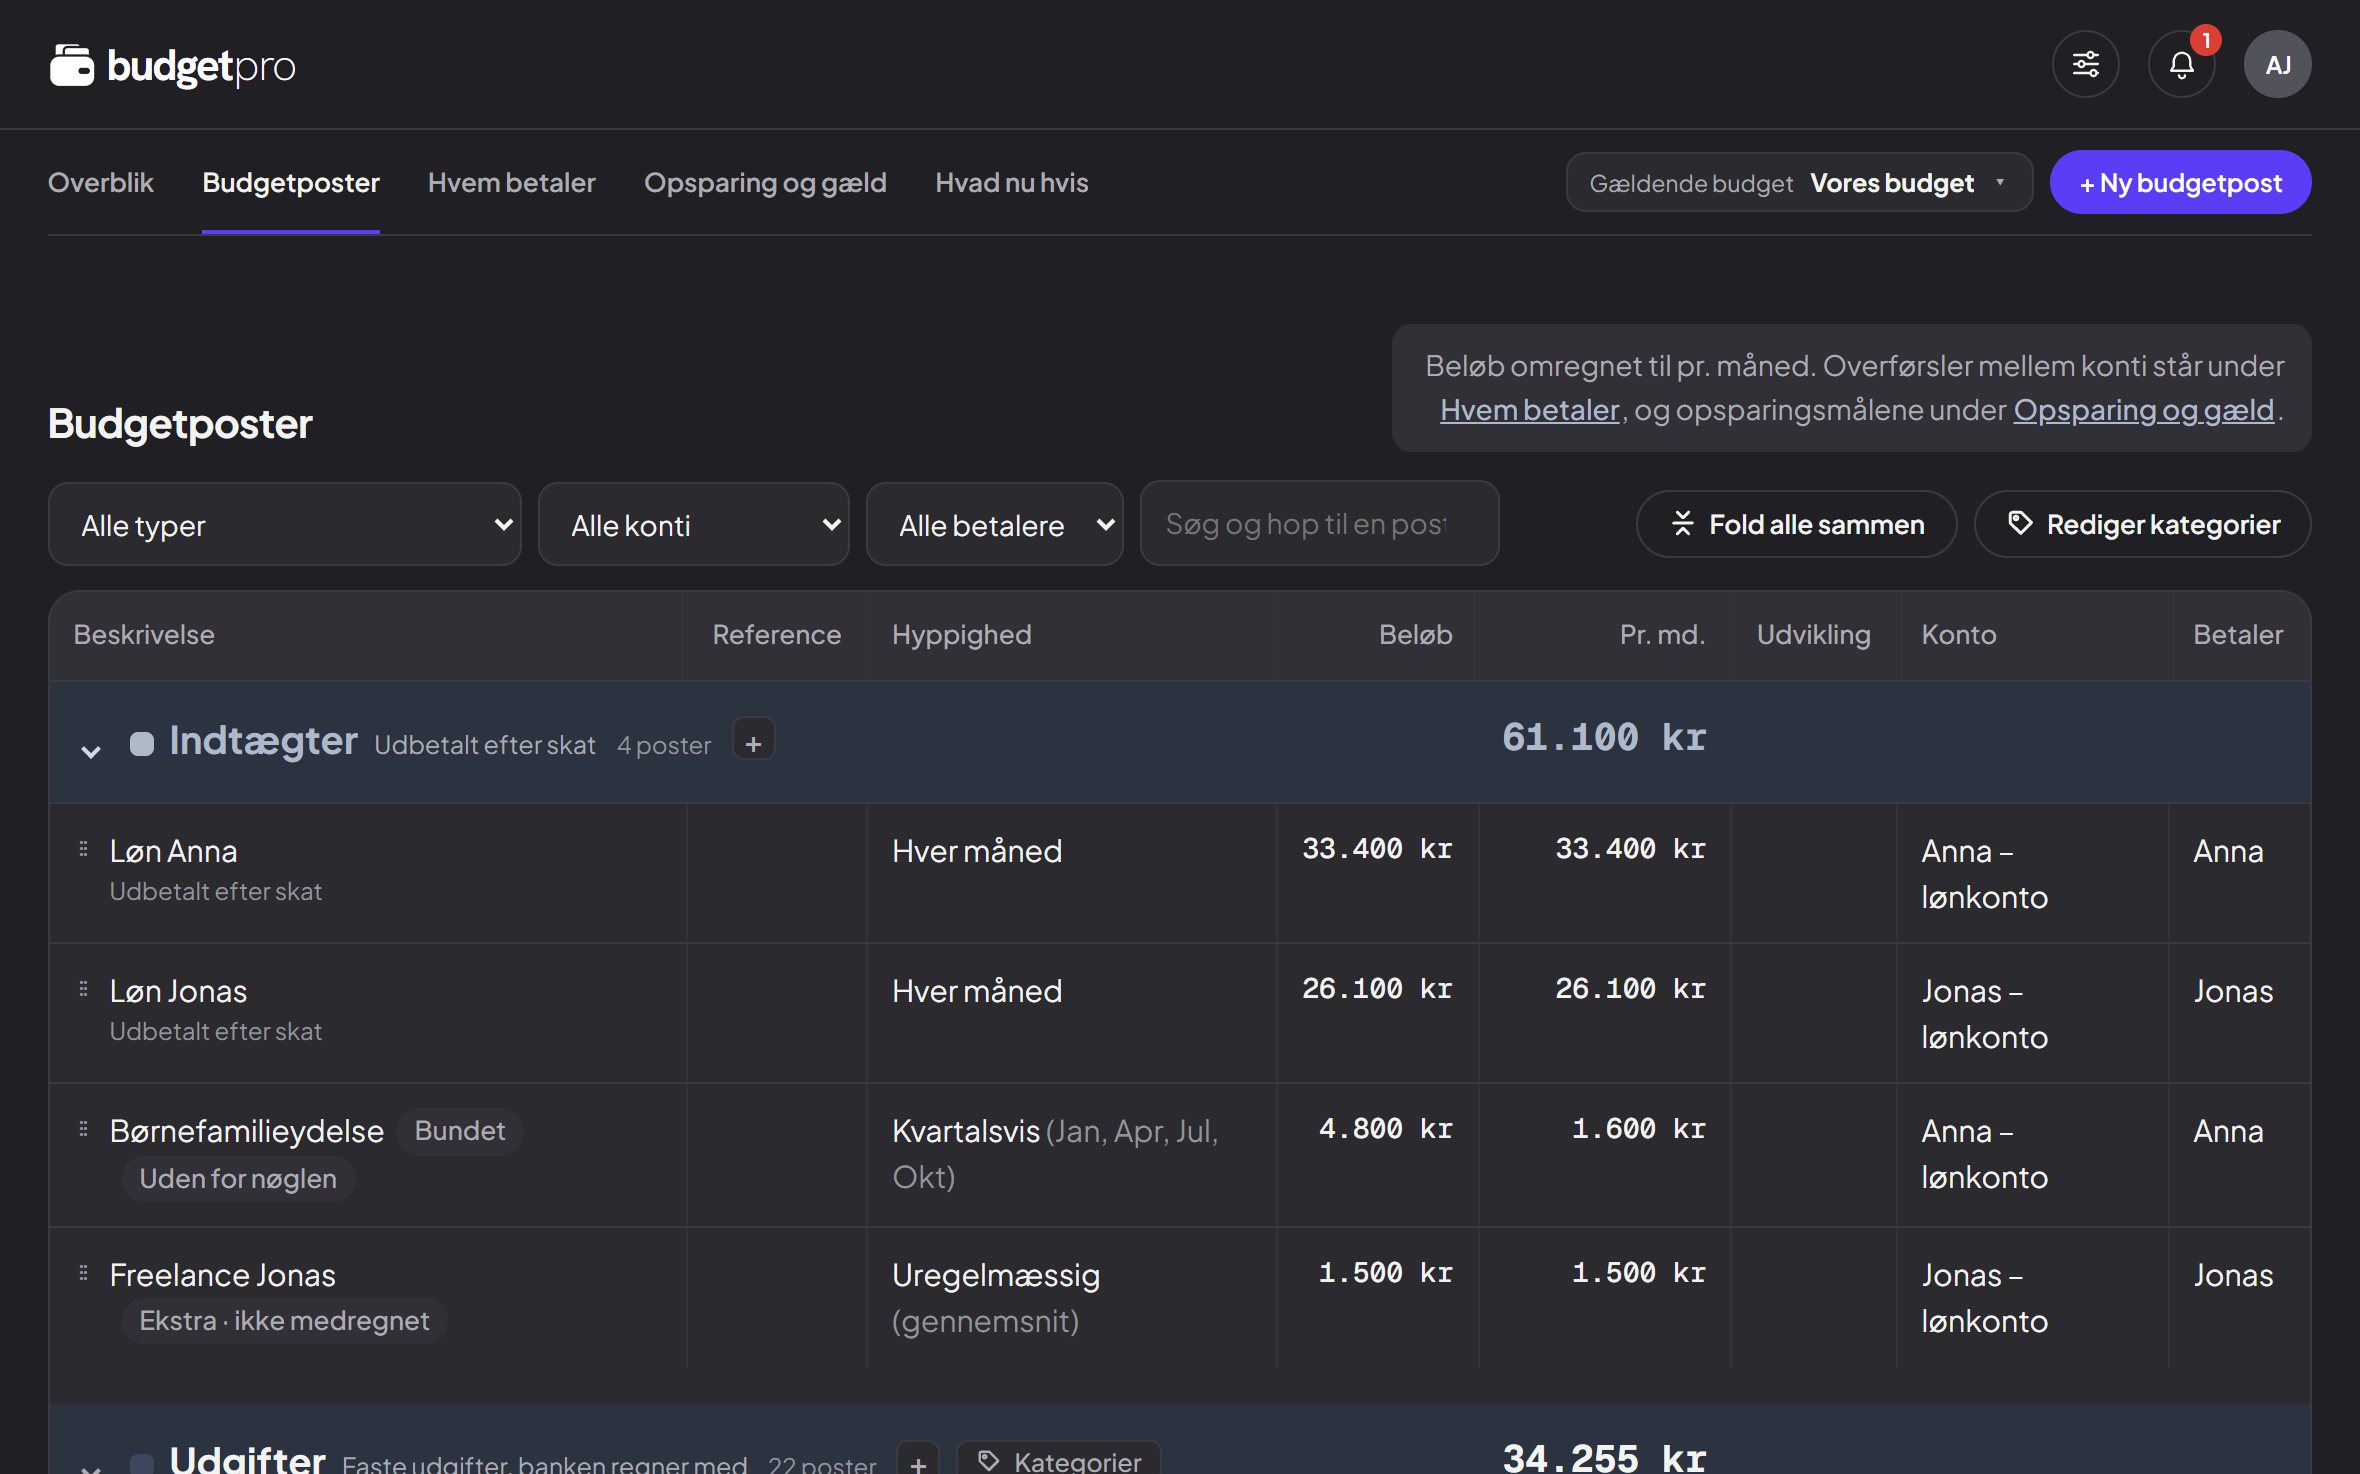 budgetpro
1
AJ
Overblik Budgetposter Hvem betaler Opsparing og gæld Hvad nu hvis
Gældende budget Vores budget
+ Ny budgetpost
Beløb omregnet til pr. måned. Overførsler mellem konti står under
Hvem betaler, og opsparingsmålene under Opsparing og gæld.
Budgetposter
Alle typer Alle konti Alle betalere Søg og hop til en post Fold alle sammen Rediger kategorier
Beskrivelse Reference Hyppighed Beløb Pr. md. Udvikling Konto Betaler
Indtægter Udbetalt efter skat 4 poster + 61.100 kr
Løn Anna Hver måned 33.400 kr 33.400 kr Anna – Anna
Udbetalt efter skat lønkonto
Løn Jonas Hver måned 26.100 kr 26.100 kr Jonas – Jonas
Udbetalt efter skat lønkonto
Børnefamilieydelse Bundet Kvartalsvis (Jan, Apr, Jul, 4.800 kr 1.600 kr Anna – Anna
Uden for nøglen Okt) lønkonto
Freelance Jonas Uregelmæssig 1.500 kr 1.500 kr Jonas – Jonas
Ekstra · ikke medregnet (gennemsnit) lønkonto
Udgifter Faste udgifter, banken regner med 22 poster + Kategorier 34.255 kr